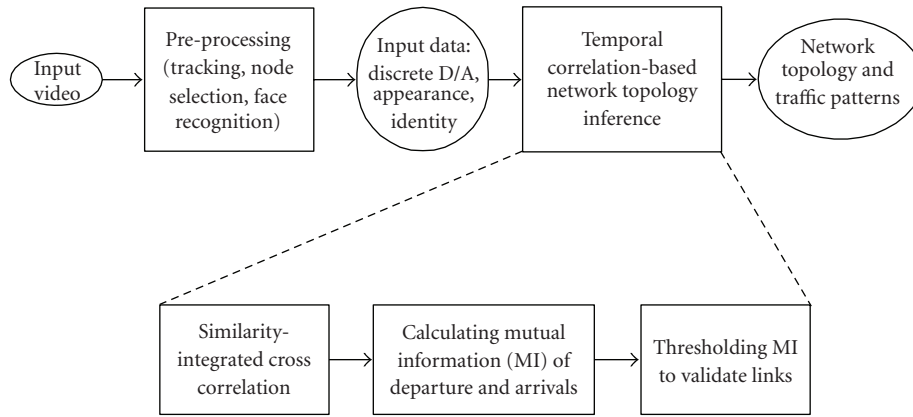 Input
video
Pre-processing
(tracking, node
selection, face
recognition)
Input data:
discrete D/A,
appearance,
identity
Temporal
correlation-based
network topology
inference
Network
topology and
traffic patterns
Similarity-
integrated cross
correlation
Calculating mutual
information (MI) of
departure and arrivals
Thresholding MI
to validate links